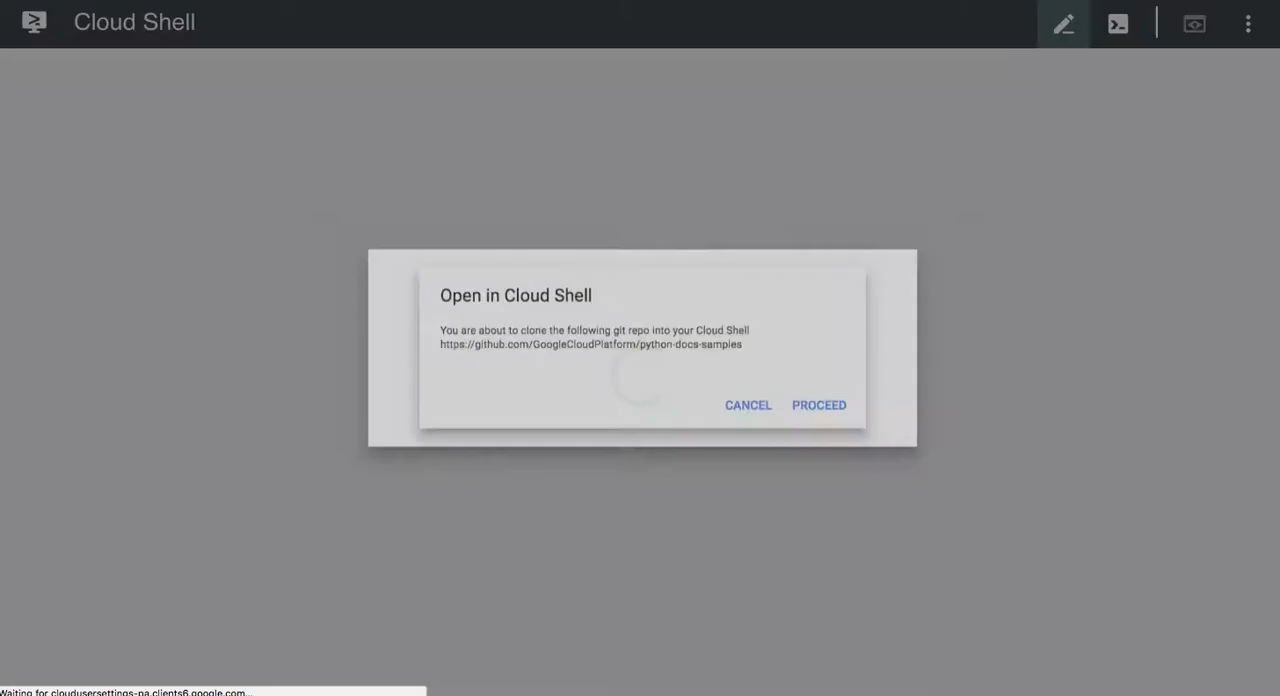 Cloud Shell
Open in Cloud Shell
You are about to clone the following git repo into your Cloud Shell
https://github.com/GoogleCloudPlatform/python-docs-samples
CANCEL PROCEED
Waiting for cloudusersettings-pa.clients6.google.com...